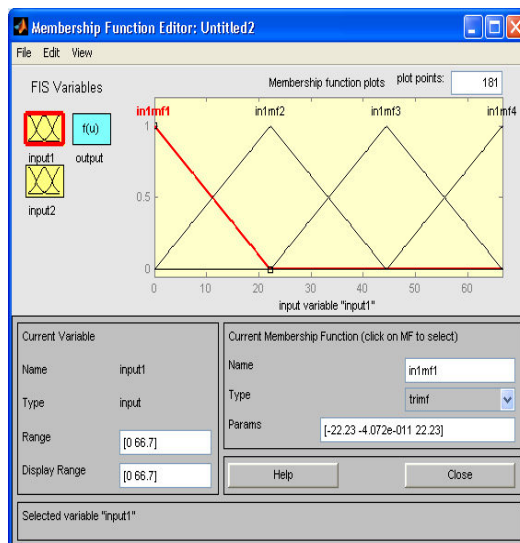 Membership Function Editor: Untitled2
File Edit View
FIS Variables
Membership function plots plot points: 181
in1mf1 in1mf2 in1mf3 in1mf4
f(u)
input1 output
input2
1
0.5
0
0 10 20 30 40 50 60
input variable "input1"
Current Variable
Name input1
Type input
Range [0 66.7]
Display Range [0 66.7]
Current Membership Function (click on MF to select)
Name in1mf1
Type trimf
Params [-22.23 -4.072e-011 22.23]
Help Close
Selected variable "input1"